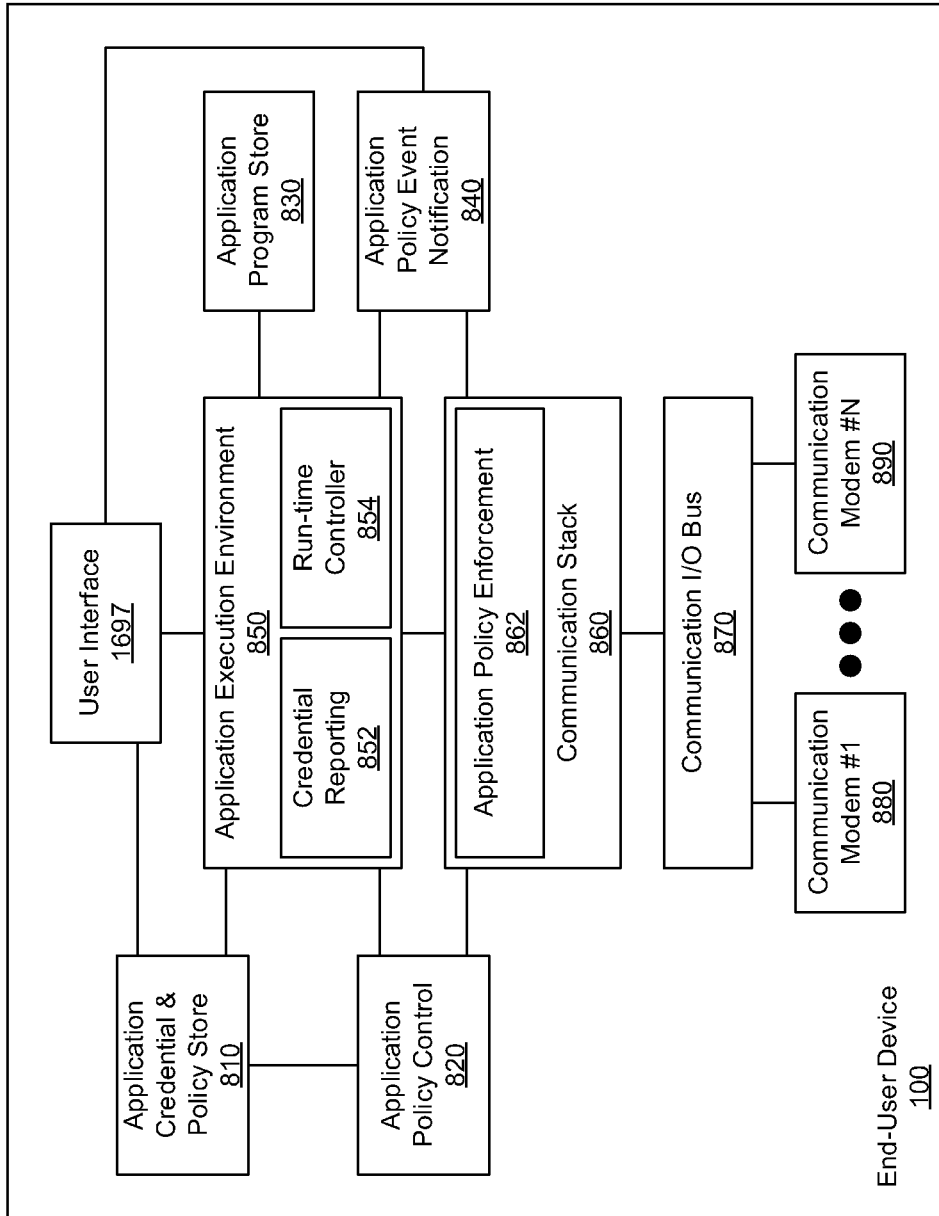 User Interface
1697
Application
Credential &
Policy Store
810
Application Execution Environment
850
Credential
Reporting
852
Run-time
Controller
854
Application
Program Store
830
Application
Policy Control
820
Application
Policy Event
Notification
840
Application Policy Enforcement
862
Communication Stack
860
Communication I/O Bus
870
Communication
Modem #1
880
Communication
Modem #N
890
End-User Device
100